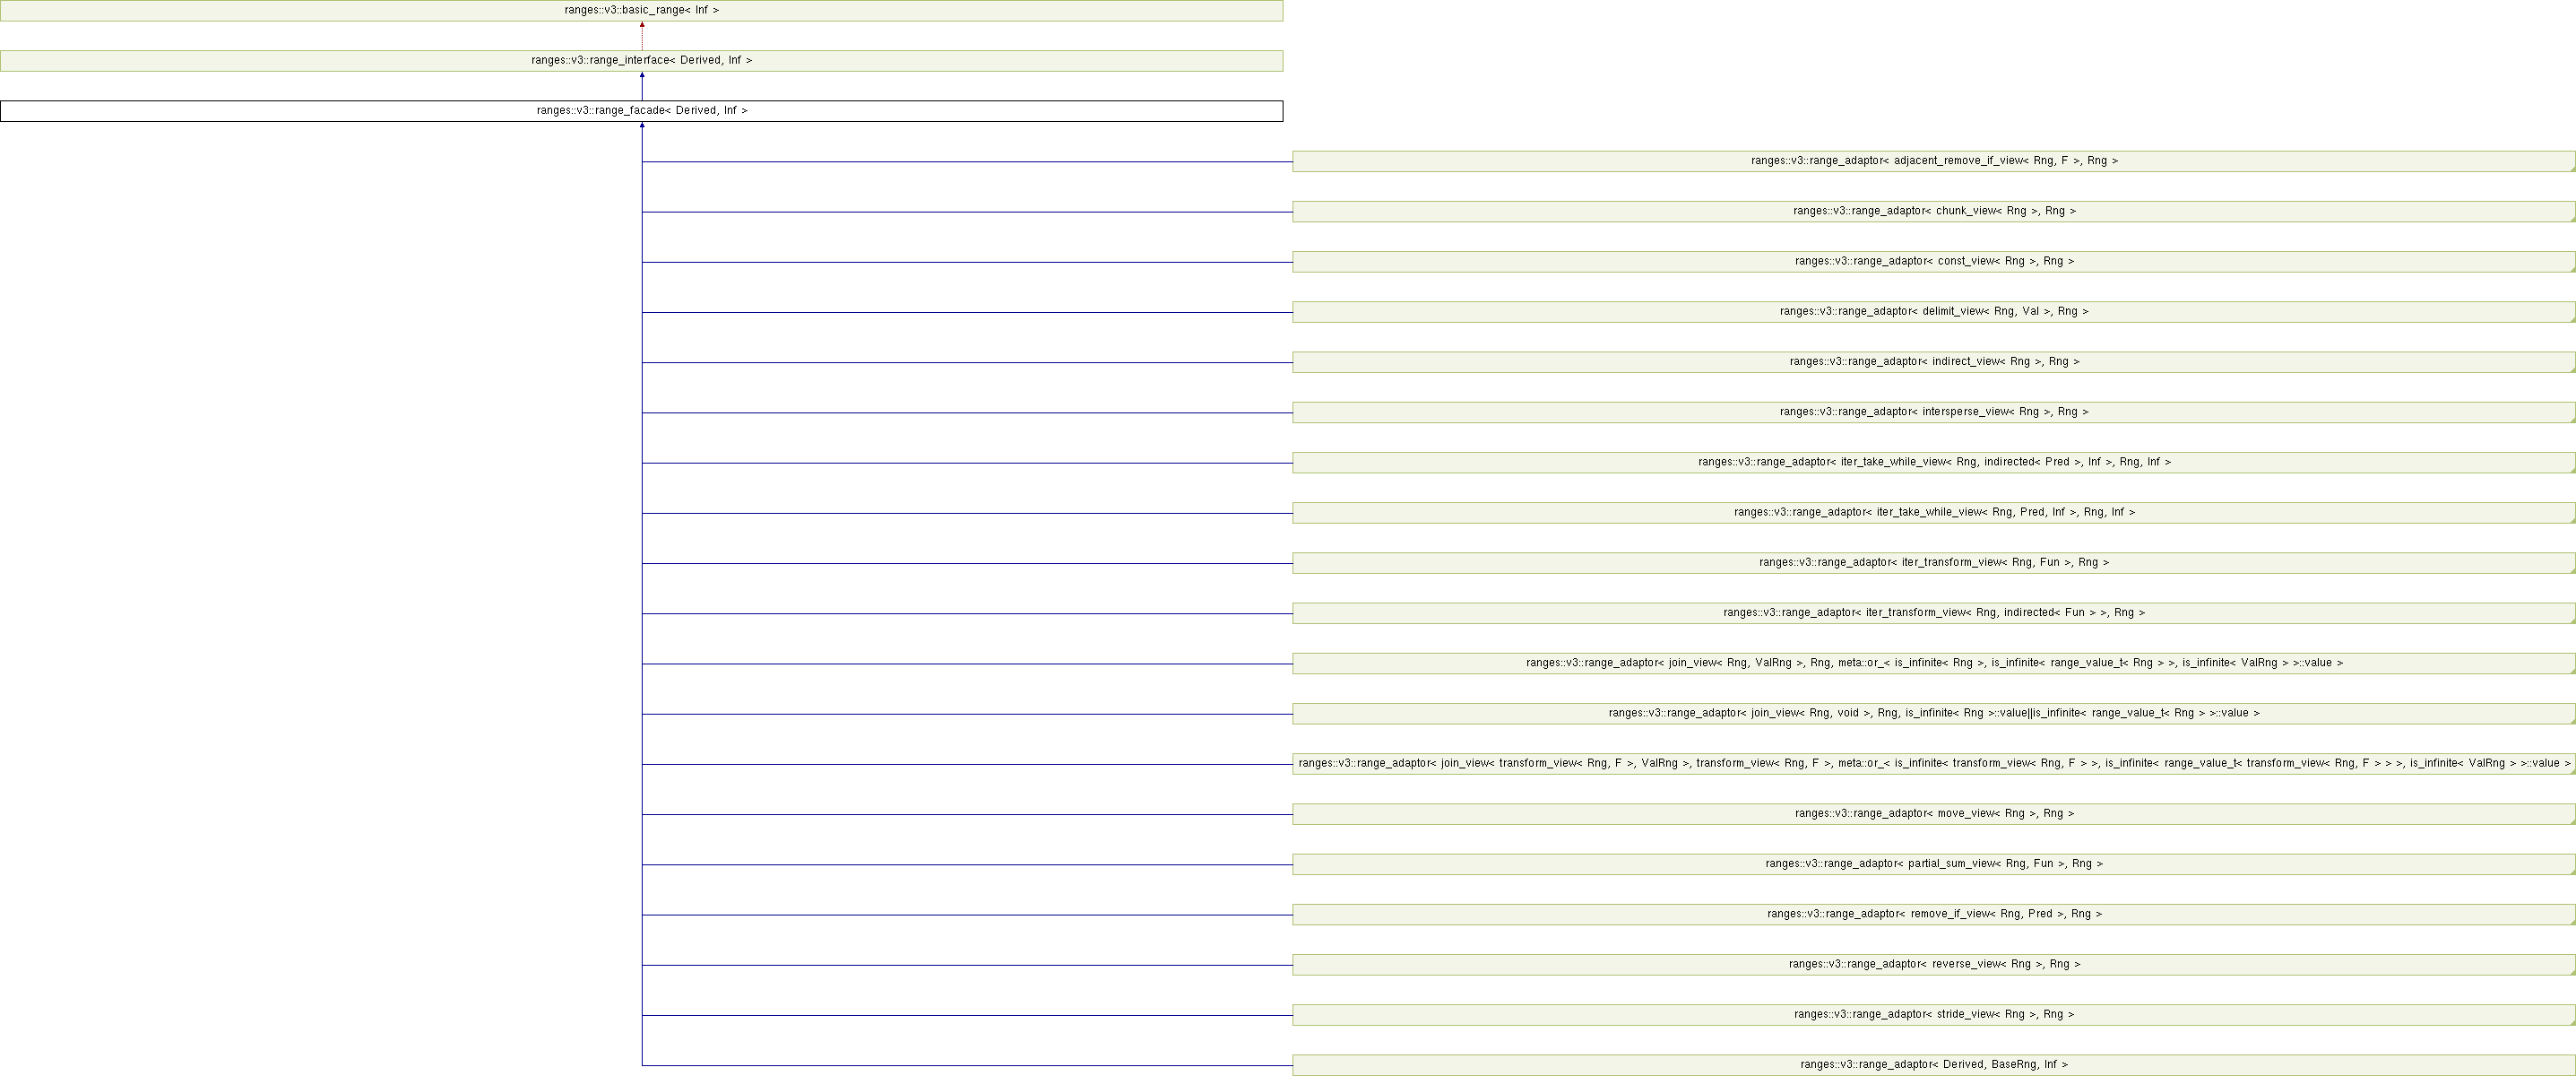 ranges::v3::basic_range< Inf >
ranges::v3::range_interface< Derived, Inf >
ranges::v3::range_facade< Derived, Inf >
ranges::v3::range_adaptor< adjacent_remove_if_view< Rng, F >, Rng >
ranges::v3::range_adaptor< chunk_view< Rng >, Rng >
ranges::v3::range_adaptor< const_view< Rng >, Rng >
ranges::v3::range_adaptor< delimit_view< Rng, Val >, Rng >
ranges::v3::range_adaptor< indirect_view< Rng >, Rng >
ranges::v3::range_adaptor< intersperse_view< Rng >, Rng >
ranges::v3::range_adaptor< iter_take_while_view< Rng, indirected< Pred >, Inf >, Rng, Inf >
ranges::v3::range_adaptor< iter_take_while_view< Rng, Pred, Inf >, Rng, Inf >
ranges::v3::range_adaptor< iter_transform_view< Rng, Fun >, Rng >
ranges::v3::range_adaptor< iter_transform_view< Rng, indirected< Fun > >, Rng >
ranges::v3::range_adaptor< join_view< Rng, ValRng >, Rng, meta::or_< is_infinite< Rng >, is_infinite< range_value_t< Rng > >, is_infinite< ValRng > >::value >
ranges::v3::range_adaptor< join_view< Rng, void >, Rng, is_infinite< Rng >::value||is_infinite< range_value_t< Rng > >::value >
ranges::v3::range_adaptor< join_view< transform_view< Rng, F >, ValRng >, transform_view< Rng, F >, meta::or_< is_infinite< transform_view< Rng, F > >, is_infinite< range_value_t< transform_view< Rng, F > > >, is_infinite< ValRng > >::value >
ranges::v3::range_adaptor< move_view< Rng >, Rng >
ranges::v3::range_adaptor< partial_sum_view< Rng, Fun >, Rng >
ranges::v3::range_adaptor< remove_if_view< Rng, Pred >, Rng >
ranges::v3::range_adaptor< reverse_view< Rng >, Rng >
ranges::v3::range_adaptor< stride_view< Rng >, Rng >
ranges::v3::range_adaptor< Derived, BaseRng, Inf >